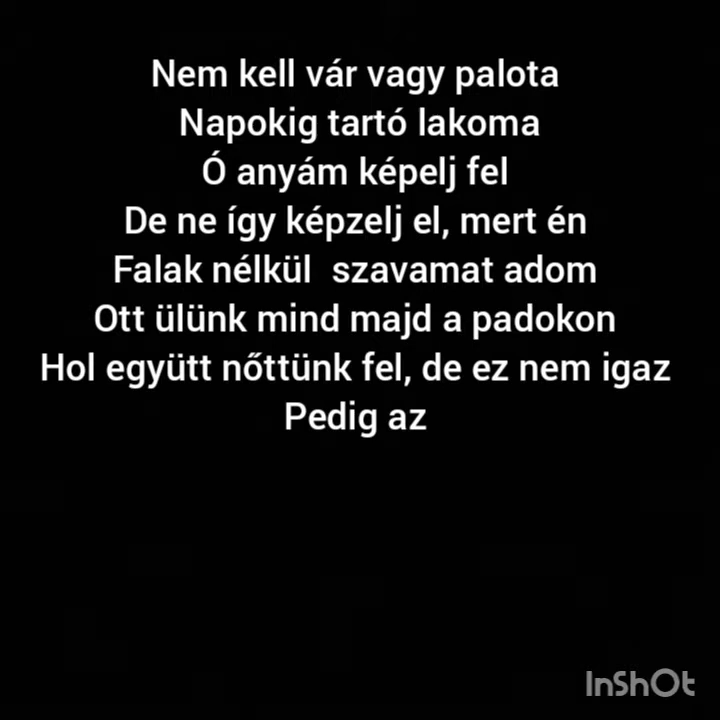 Nem kell vár vagy palota
Napokig tartó lakoma
Ó anyám képelj fel
De ne így képzelj el, mert én
Falak nélkül  szavamat adom
Ott ülünk mind majd a padokon
Hol együtt nőttünk fel, de ez nem igaz
Pedig az
InShOt